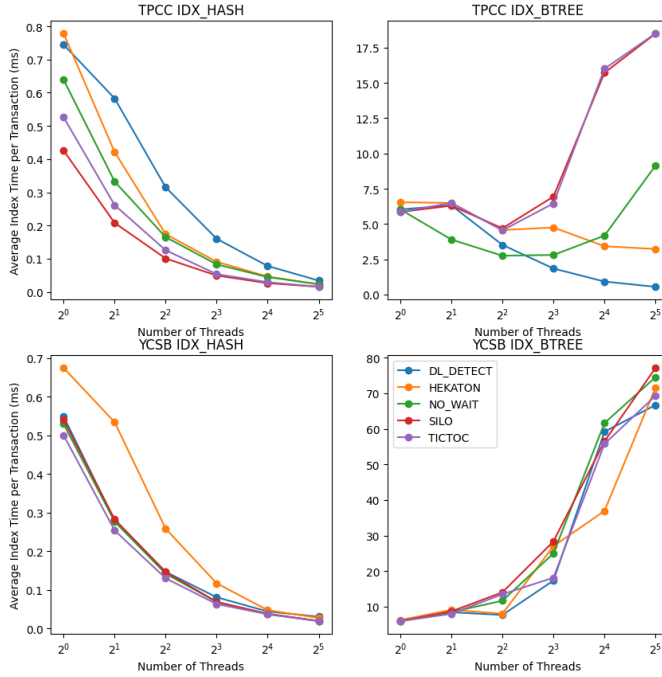 TPCC IDX_HASH
Average Index Time per Transaction (ms)
0.8
0.7
0.6
0.5
0.4
0.3
0.2
0.1
0.0
2^0 2^1 2^2 2^3 2^4 2^5
Number of Threads
TPCC IDX_BTREE
17.5
15.0
12.5
10.0
7.5
5.0
2.5
0.0
2^0 2^1 2^2 2^3 2^4 2^5
Number of Threads
YCSB IDX_HASH
Average Index Time per Transaction (ms)
0.7
0.6
0.5
0.4
0.3
0.2
0.1
0.0
2^0 2^1 2^2 2^3 2^4 2^5
Number of Threads
YCSB IDX_BTREE
80
70
60
50
40
30
20
10
DL_DETECT
HEKATON
NO_WAIT
SILO
TICTOC
2^0 2^1 2^2 2^3 2^4 2^5
Number of Threads